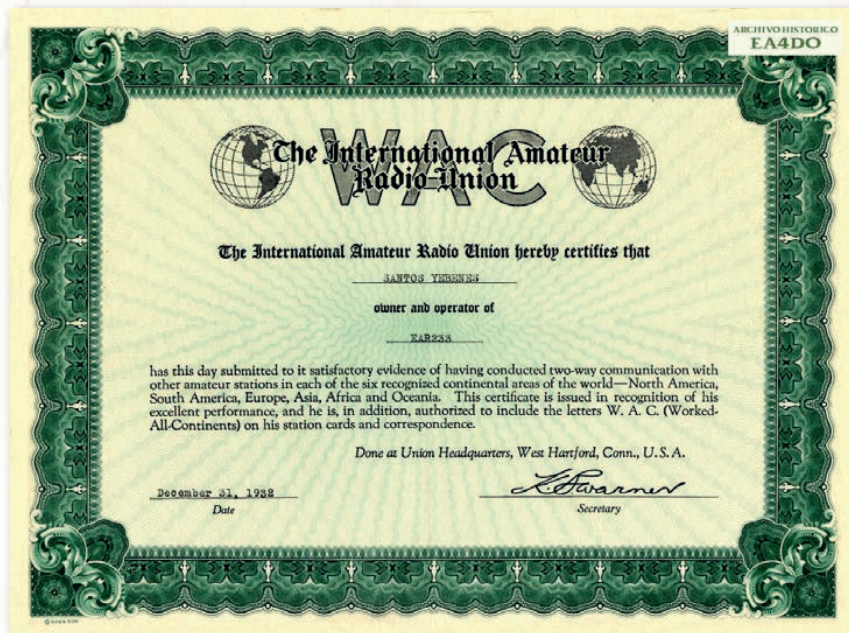 ARCHIVO HISTORICO
EA4DO
WAC
The International Amateur
Radio Union
The International Amateur Radio Union hereby certifies that
SANTOS YEBENES
owner and operator of
EAR233
has this day submitted to it satisfactory evidence of having conducted two-way communication with
other amateur stations in each of the six recognized continental areas of the world—North America,
South America, Europe, Asia, Africa and Oceania. This certificate is issued in recognition of his
excellent performance, and he is, in addition, authorized to include the letters W. A. C. (Worked-
All-Continents) on his station cards and correspondence.
Done at Union Headquarters, West Hartford, Conn., U. S. A.
December 31, 1932
Date
Secretary